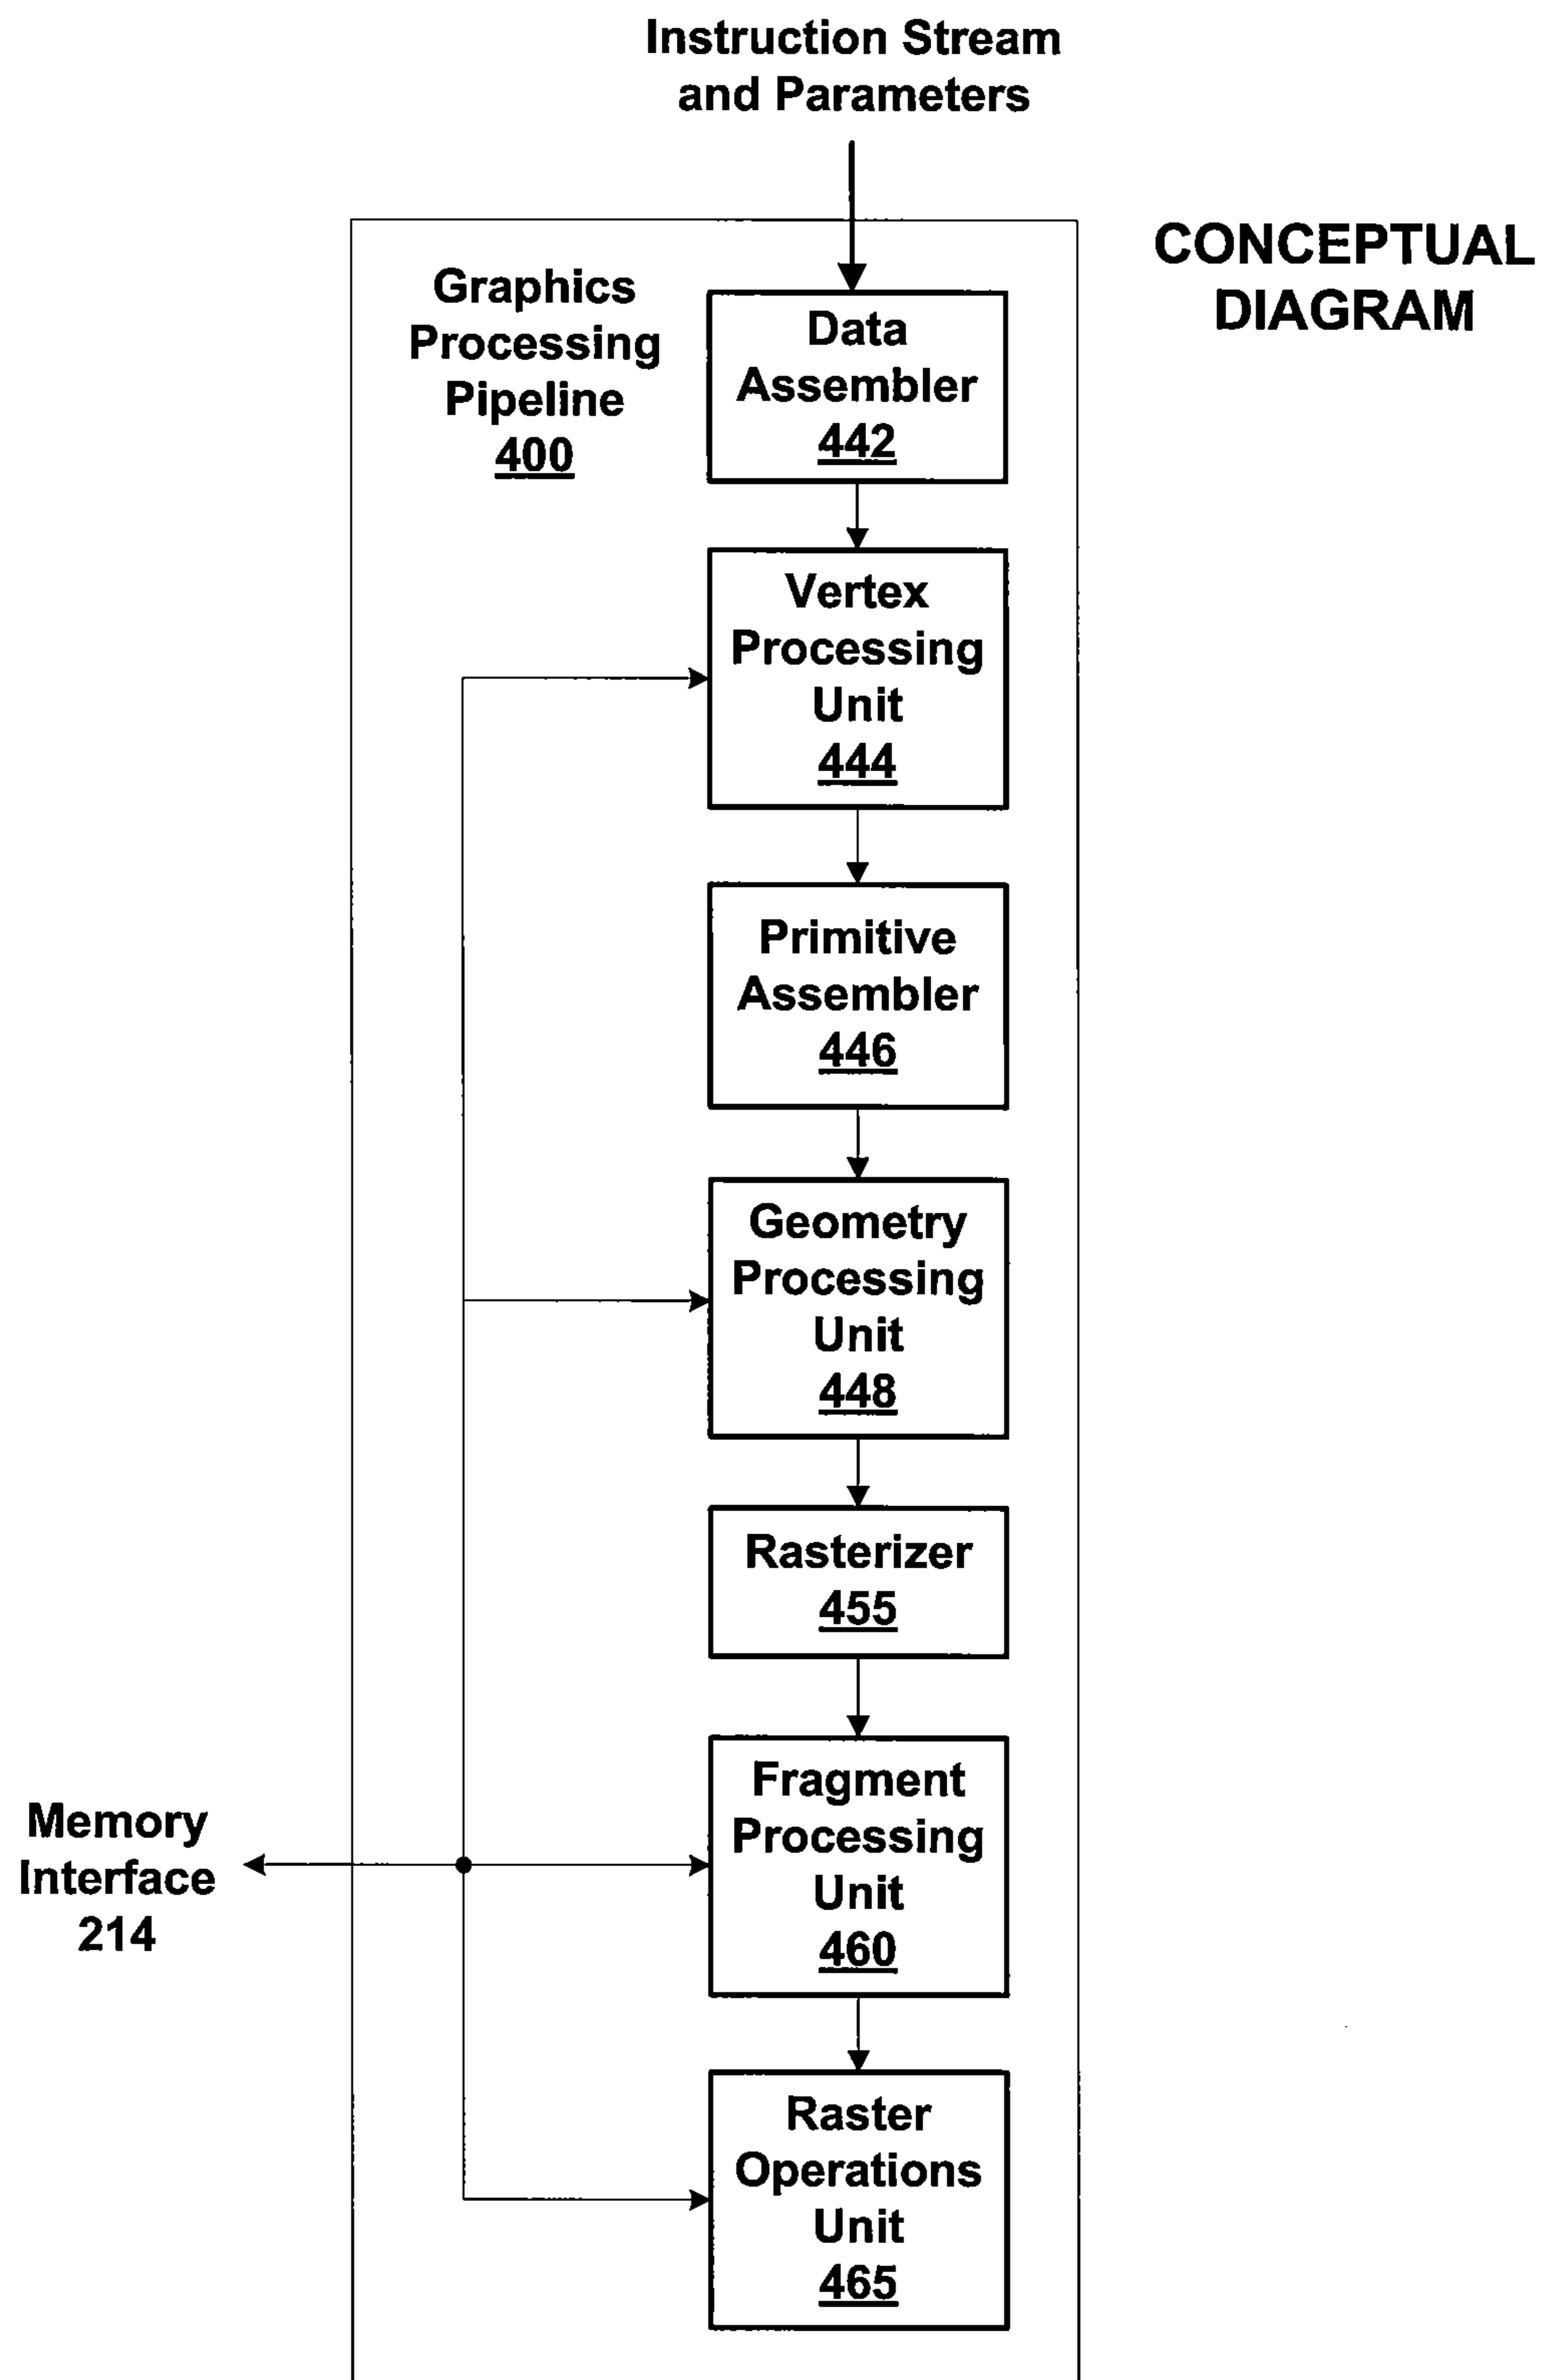 Instruction Stream
and Parameters
CONCEPTUAL
DIAGRAM
Graphics
Processing
Pipeline
400
Data
Assembler
442
Vertex
Processing
Unit
444
Primitive
Assembler
446
Geometry
Processing
Unit
448
Rasterizer
455
Memory
Interface
214
Fragment
Processing
Unit
460
Raster
Operations
Unit
465